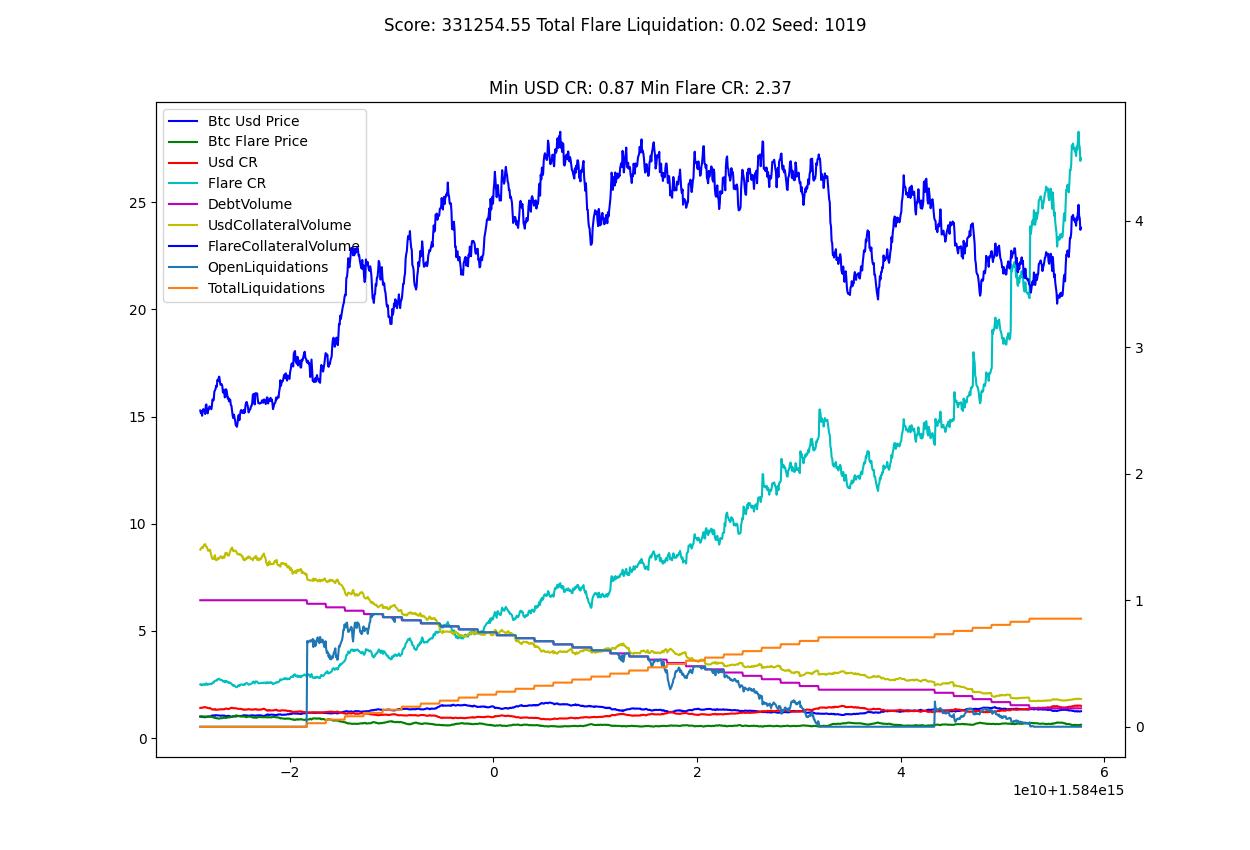 Score: 331254.55 Total Flare Liquidation: 0.02 Seed: 1019
Min USD CR: 0.87 Min Flare CR: 2.37
Btc Usd Price
Btc Flare Price
Usd CR
Flare CR
DebtVolume
UsdCollateralVolume
FlareCollateralVolume
OpenLiquidations
TotalLiquidations
25
20
15
10
5
0
4
3
2
1
0
−2
0
2
4
6
1e10+1.584e15